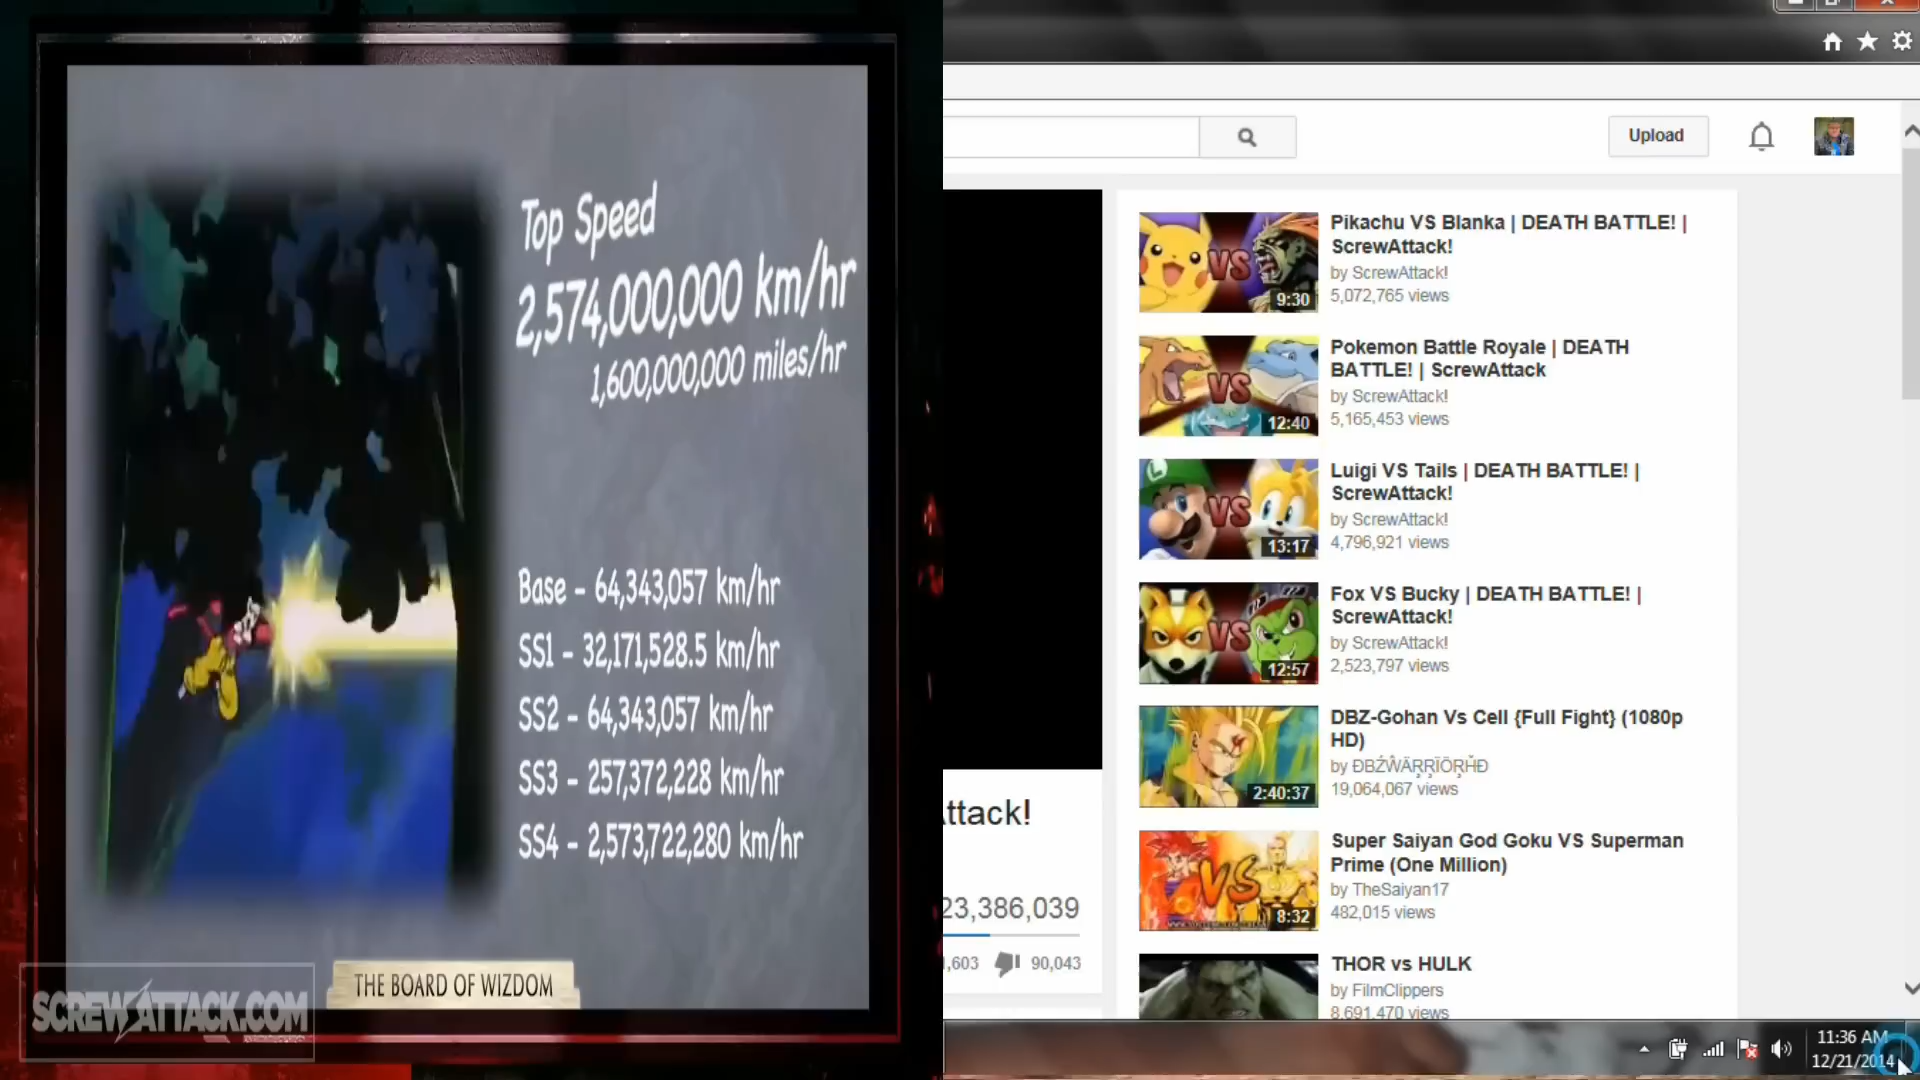 Top Speed
2,574,000,000 km/hr
1,600,000,000 miles/hr
Base - 64,343,057 km/hr
SS1 - 32,171,528.5 km/hr
SS2 - 64,343,057 km/hr
SS3 - 257,372,228 km/hr
SS4 - 2,573,722,280 km/hr
THE BOARD OF WIZDOM
SCREWATTACK.COM
Upload
Pikachu VS Blanka | DEATH BATTLE! |
ScrewAttack!
by ScrewAttack!
5,072,765 views
VS
9:30
Pokemon Battle Royale | DEATH
BATTLE! | ScrewAttack
by ScrewAttack!
5,165,453 views
VS
12:40
Luigi VS Tails | DEATH BATTLE! |
ScrewAttack!
by ScrewAttack!
4,796,921 views
L
VS
13:17
Fox VS Bucky | DEATH BATTLE! |
ScrewAttack!
by ScrewAttack!
2,523,797 views
VS
12:57
DBZ-Gohan Vs Cell {Full Fight} (1080p
HD)
19,064,067 views
2:40:37
Super Saiyan God Goku VS Superman
Prime (One Million)
by TheSaiyan17
482,015 views
VS
8:32
THOR vs HULK
by FilmClippers
8,691,470 views
ttack!
23,386,039
1,603
90,043
11:36 AM
12/21/2014